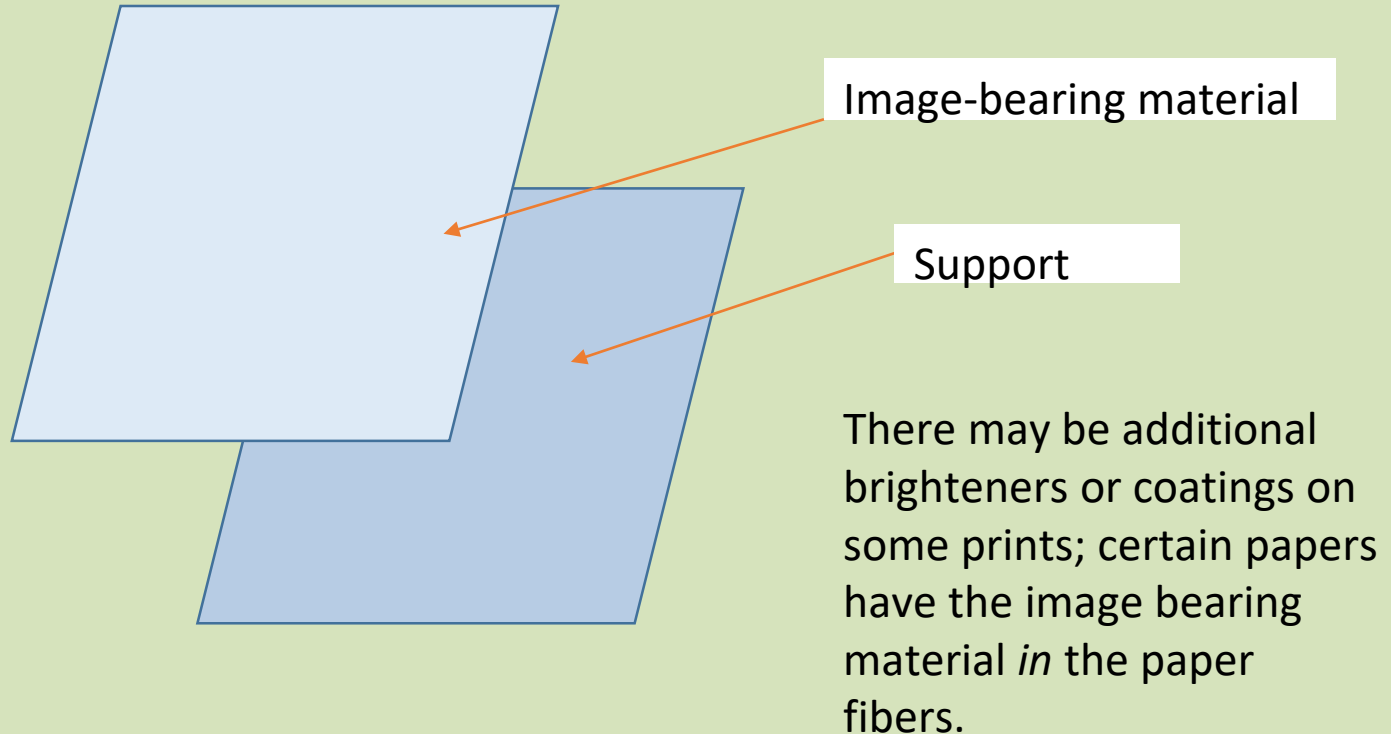 Image-bearing material
Support
There may be additional
brighteners or coatings on
some prints; certain papers
have the image bearing
material in the paper
fibers.